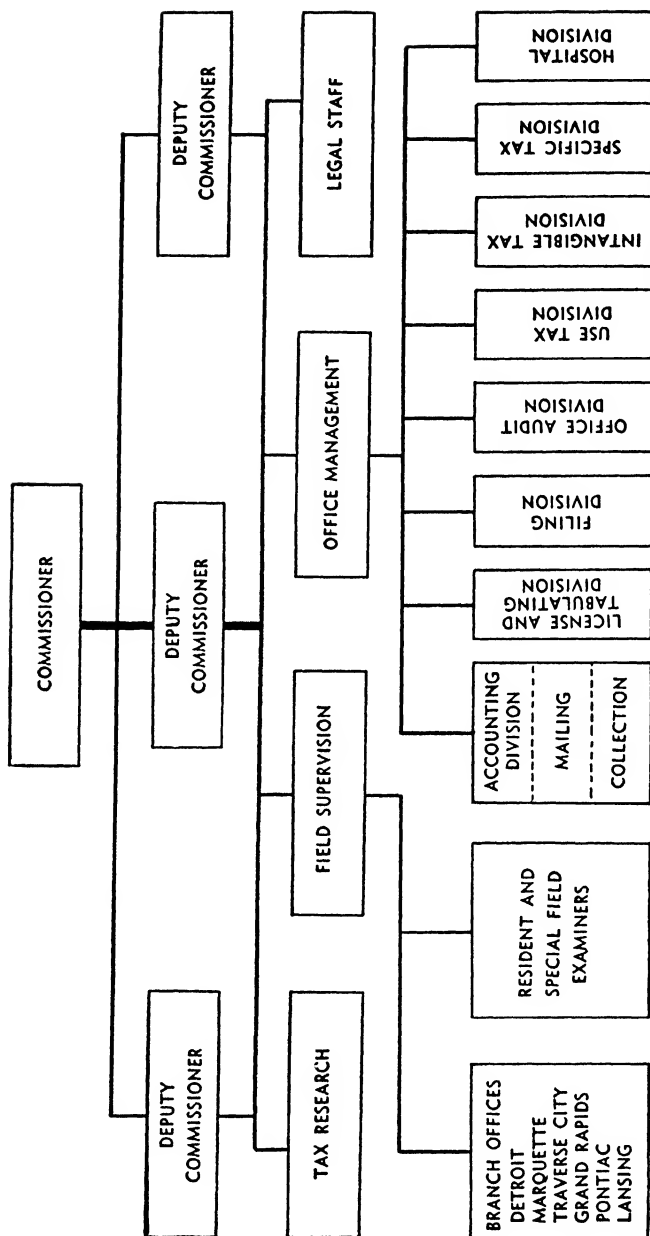 COMMISSIONER
DEPUTY
COMMISSIONER
DEPUTY
COMMISSIONER
DEPUTY
COMMISSIONER
TAX RESEARCH
FIELD SUPERVISION
OFFICE MANAGEMENT
LEGAL STAFF
BRANCH OFFICES
DETROIT
MARQUETTE
TRAVERSE CITY
GRAND RAPIDS
PONTIAC
LANSING
RESIDENT AND
SPECIAL FIELD
EXAMINERS
ACCOUNTING
DIVISION
MAILING
COLLECTION
LICENSE AND
TABULATING
DIVISION
FILING
DIVISION
OFFICE AUDIT
DIVISION
USE TAX
DIVISION
INTANGIBLE TAX
DIVISION
SPECIFIC TAX
DIVISION
HOSPITAL
DIVISION